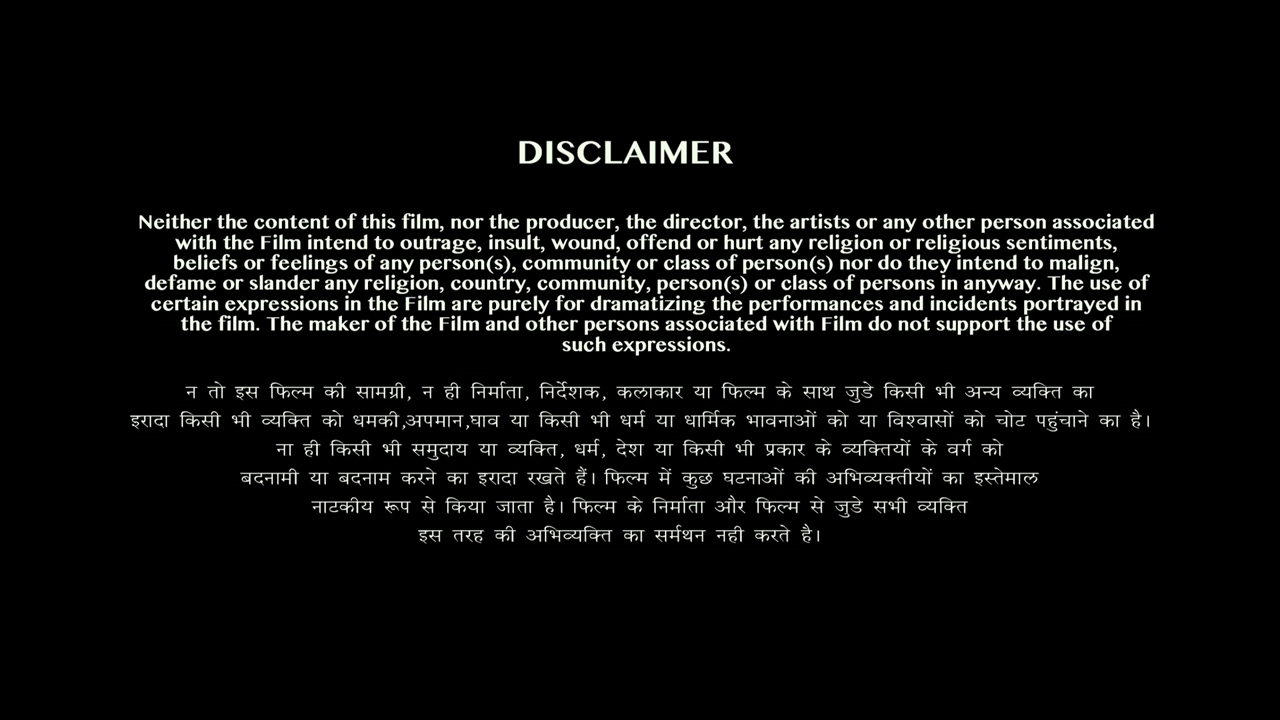 DISCLAIMER
Neither the content of this film, nor the producer, the director, the artists or any other person associated
with the Film intend to outrage, insult, wound, offend or hurt any religion or religious sentiments,
beliefs or feelings of any person(s), community or class of person(s) nor do they intend to malign,
defame or slander any religion, country, community, person(s) or class of persons in anyway. The use of
certain expressions in the Film are purely for dramatizing the performances and incidents portrayed in
the film. The maker of the Film and other persons associated with Film do not support the use of
such expressions.
न तो इस फिल्म की सामग्री, न ही निर्माता, निर्देशक, कलाकार या फिल्म के साथ जुडे किसी भी अन्य व्यक्ति का
इरादा किसी भी व्यक्ति को धमकी,अपमान,घाव या किसी भी धर्म या धार्मिक भावनाओं को या विश्वासों को चोट पहुंचाने का है।
ना ही किसी भी समुदाय या व्यक्ति, धर्म, देश या किसी भी प्रकार के व्यक्तियों के वर्ग को
बदनामी या बदनाम करने का इरादा रखते हैं। फिल्म में कुछ घटनाओं की अभिव्यक्तीयों का इस्तेमाल
नाटकीय रूप से किया जाता है। फिल्म के निर्माता और फिल्म से जुडे सभी व्यक्ति
इस तरह की अभिव्यक्ति का सर्मथन नही करते है।